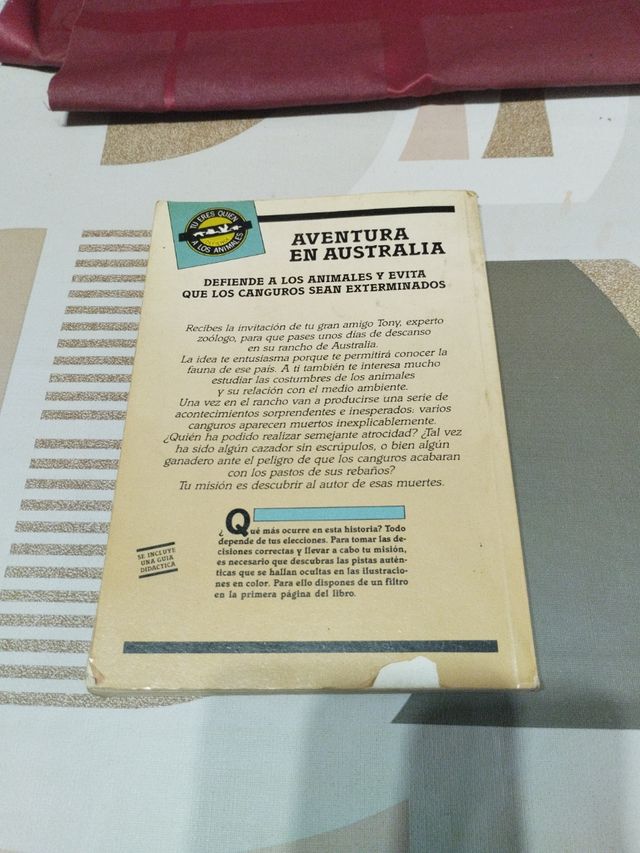 TU ERES QUIEN
A LOS ANIMALES
AVENTURA
EN AUSTRALIA
DEFIENDE A LOS ANIMALES Y EVITA
QUE LOS CANGUROS SEAN EXTERMINADOS
Recibes la invitación de tu gran amigo Tony, experto
zoólogo, para que pases unos días de descanso
en su rancho de Australia.
La idea te entusiasma porque te permitirá conocer la
fauna de ese país. A ti también te interesa mucho
estudiar las costumbres de los animales
y su relación con el medio ambiente.
Una vez en el rancho van a producirse una serie de
acontecimientos sorprendentes e inesperados: varios
canguros aparecen muertos inexplicablemente.
¿Quién ha podido realizar semejante atrocidad? ¿Tal vez
ha sido algún cazador sin escrúpulos, o bien algún
ganadero ante el peligro de que los canguros acabaran
con los pastos de sus rebaños?
Tu misión es descubrir al autor de esas muertes.
¿Qué más ocurre en esta historia? Todo
depende de tus elecciones. Para tomar las de-
cisiones correctas y llevar a cabo tu misión,
es necesario que descubras las pistas autén-
ticas que se hallan ocultas en las ilustracio-
nes en color. Para ello dispones de un filtro
en la primera página del libro.
SE INCLUYE
UNA GUIA
DIDACTICA